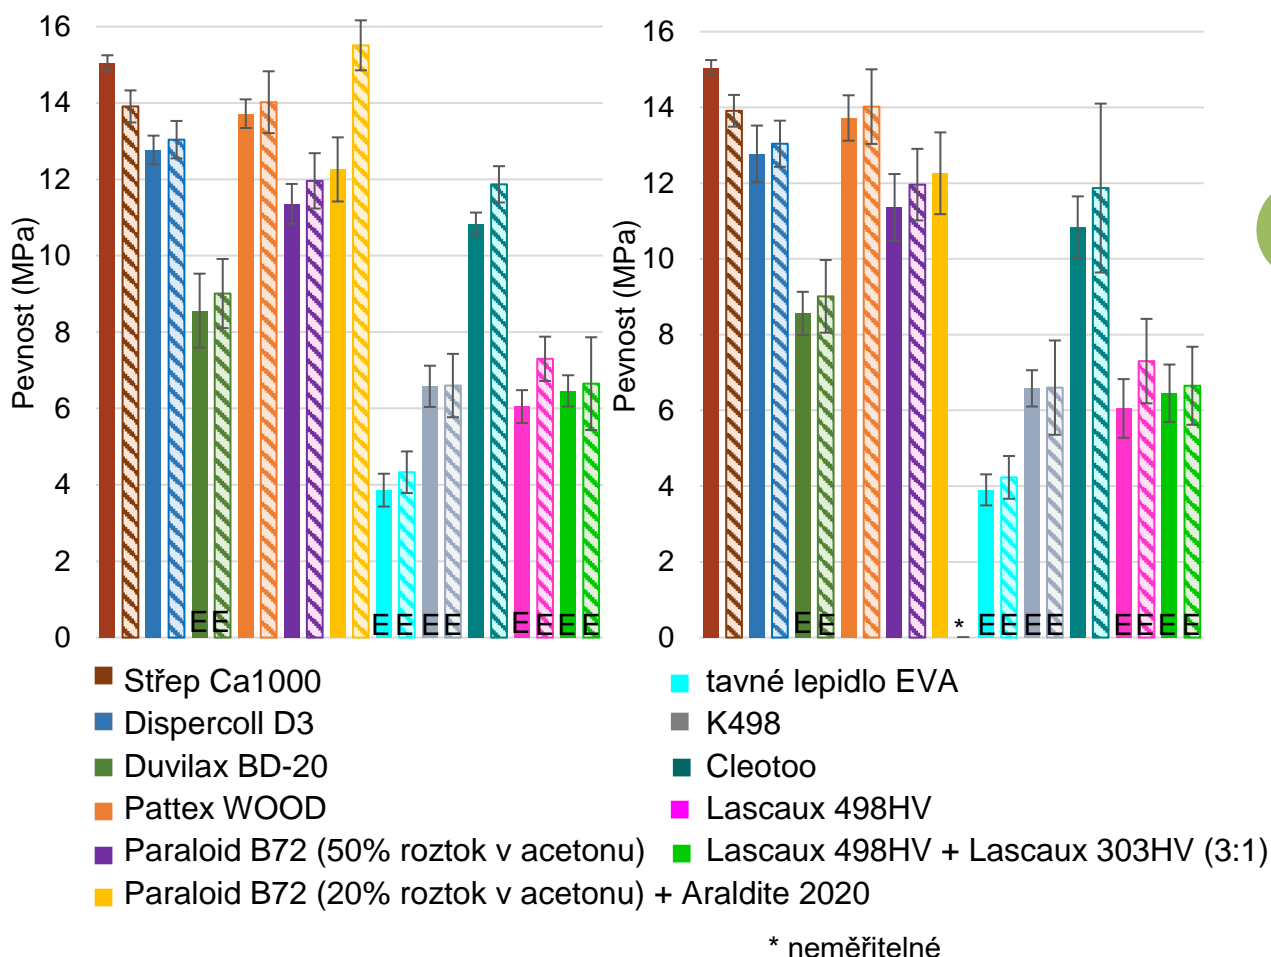 16
14
12
10
8
6
4
2
0
Pevnost (MPa)
E E E E E E E E E E
16
14
12
10
8
6
4
2
0
Pevnost (MPa)
E E * E E E E E E E E
Střep Ca1000
Dispercoll D3
Duvilax BD-20
Pattex WOOD
Paraloid B72 (50% roztok v acetonu)
Paraloid B72 (20% roztok v acetonu) + Araldite 2020
tavné lepidlo EVA
K498
Cleotoo
Lascaux 498HV
Lascaux 498HV + Lascaux 303HV (3:1)
* neměřitelné